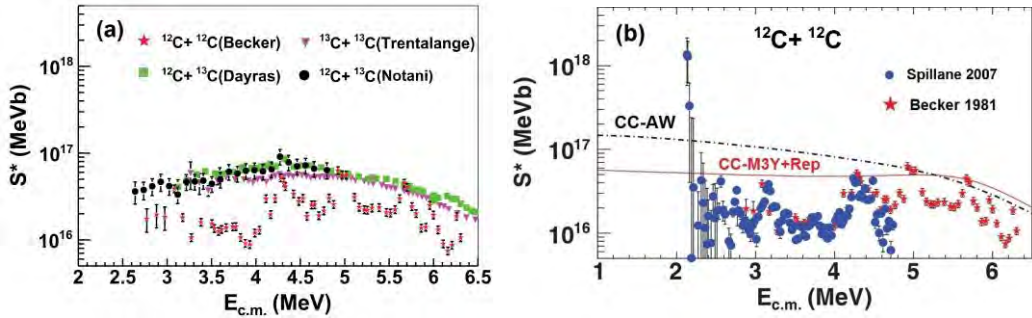 (a)
★ ¹²C+ ¹²C(Becker) ▼ ¹³C+ ¹³C(Trentalange)
■ ¹²C+ ¹³C(Dayras) ● ¹²C+ ¹³C(Notani)
S* (MeVb)
10¹⁸
10¹⁷
10¹⁶
2 2.5 3 3.5 4 4.5 5 5.5 6 6.5
E c.m. (MeV)
(b)
¹²C+ ¹²C
● Spillane 2007
★ Becker 1981
CC-AW
CC-M3Y+Rep
S* (MeVb)
10¹⁸
10¹⁷
10¹⁶
1 2 3 4 5 6
E c.m. (MeV)